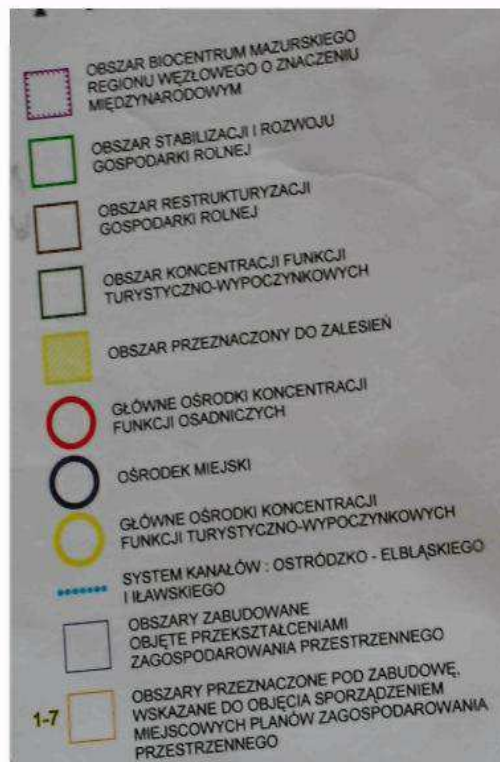 OBSZAR BIOCENTRUM MAZURSKIEGO
REGIONU WĘZŁOWEGO O ZNACZENIU
MIĘDZYNARODOWYM
OBSZAR STABILIZACJI I ROZWOJU
GOSPODARKI ROLNEJ
OBSZAR RESTRUKTURYZACJI
GOSPODARKI ROLNEJ
OBSZAR KONCENTRACJI FUNKCJI
TURYSTYCZNO-WYPOCZYNKOWYCH
OBSZAR PRZEZNACZONY DO ZALESIEŃ
GŁÓWNE OŚRODKI KONCENTRACJI
FUNKCJI OSADNICZYCH
OŚRODEK MIEJSKI
GŁÓWNE OŚRODKI KONCENTRACJI
FUNKCJI TURYSTYCZNO-WYPOCZYNKOWYCH
SYSTEM KANAŁÓW : OSTRÓDZKO - ELBLĄSKIEGO
I IŁAWSKIEGO
OBSZARY ZABUDOWANE
OBJĘTE PRZEKSZTAŁCENIAMI
ZAGOSPODAROWANIA PRZESTRZENNEGO
1-7 OBSZARY PRZEZNACZONE POD ZABUDOWĘ,
WSKAZANE DO OBJĘCIA SPORZĄDZENIEM
MIEJSCOWYCH PLANÓW ZAGOSPODAROWANIA
PRZESTRZENNEGO